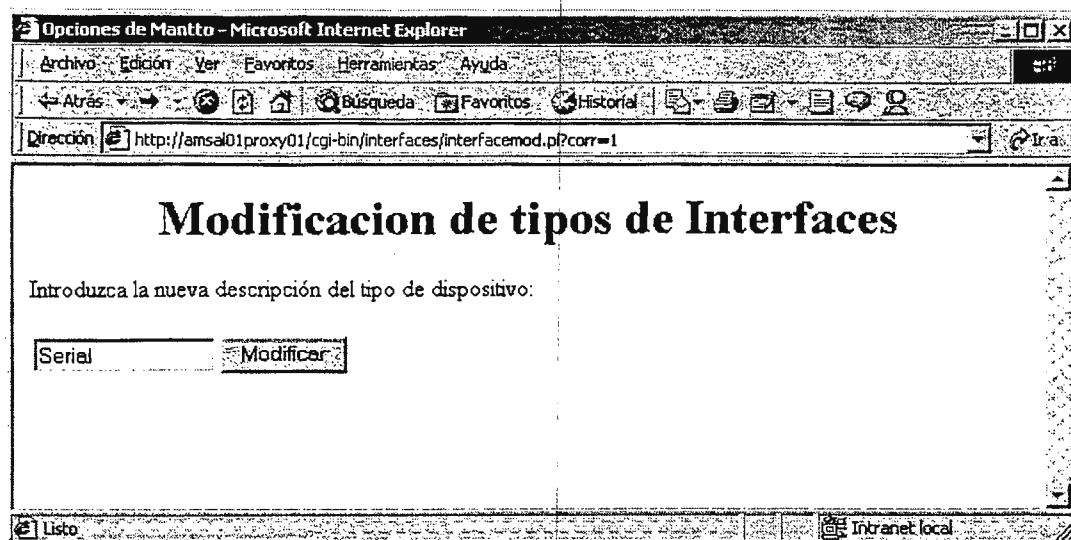 Opciones de Mantto - Microsoft Internet Explorer
Archivo Edición Ver Favoritos Herramientas Ayuda
Atrás Búsqueda Favoritos Historial
Dirección http://amsal01proxy01/cgi-bin/interfaces/interfacemod.pl?corr=1 Ir a
Modificacion de tipos de Interfaces
Introduzca la nueva descripción del tipo de dispositivo:
Serial Modificar
Listo Intranet local